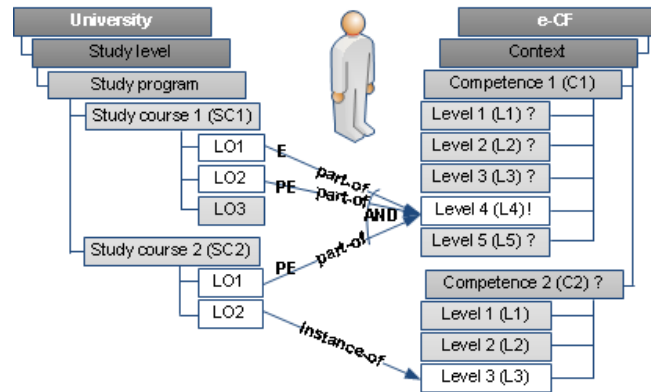 University
Study level
Study program
Study course 1 (SC1)
LO1
LO2
LO3
Study course 2 (SC2)
LO1
LO2
E
part-of
PE
part-of
AND
PE
part-of
instance-of
e-CF
Context
Competence 1 (C1)
Level 1 (L1) ?
Level 2 (L2) ?
Level 3 (L3) ?
Level 4 (L4)!
Level 5 (L5) ?
Competence 2 (C2) ?
Level 1 (L1)
Level 2 (L2)
Level 3 (L3)